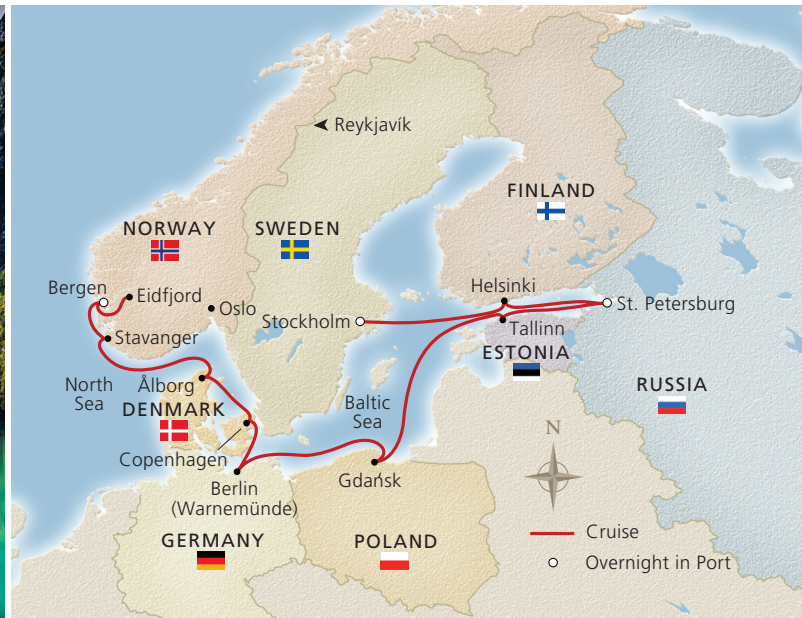 Reykjavík
FINLAND
NORWAY
SWEDEN
Bergen
Eidfjord
Oslo
Helsinki
St. Petersburg
Stockholm
Tallinn
Stavanger
ESTONIA
North
Sea
Ålborg
DENMARK
Baltic
Sea
RUSSIA
Copenhagen
Gdańsk
Berlin
(Warnemünde)
N
GERMANY
POLAND
Cruise
Overnight in Port